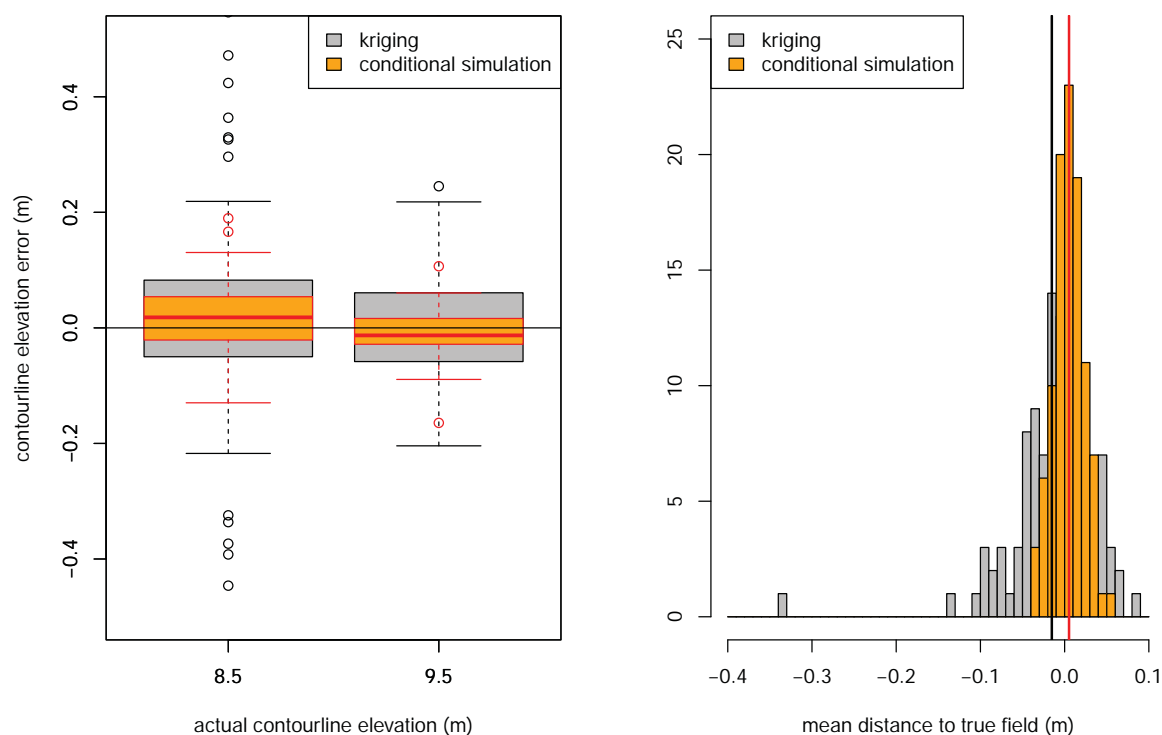 kriging
conditional simulation
contourline elevation error (m)
0.4
0.2
0.0
−0.2
−0.4
8.5
9.5
actual contourline elevation (m)
kriging
conditional simulation
25
20
15
10
5
0
−0.4
−0.3
−0.2
−0.1
0.0
0.1
mean distance to true field (m)